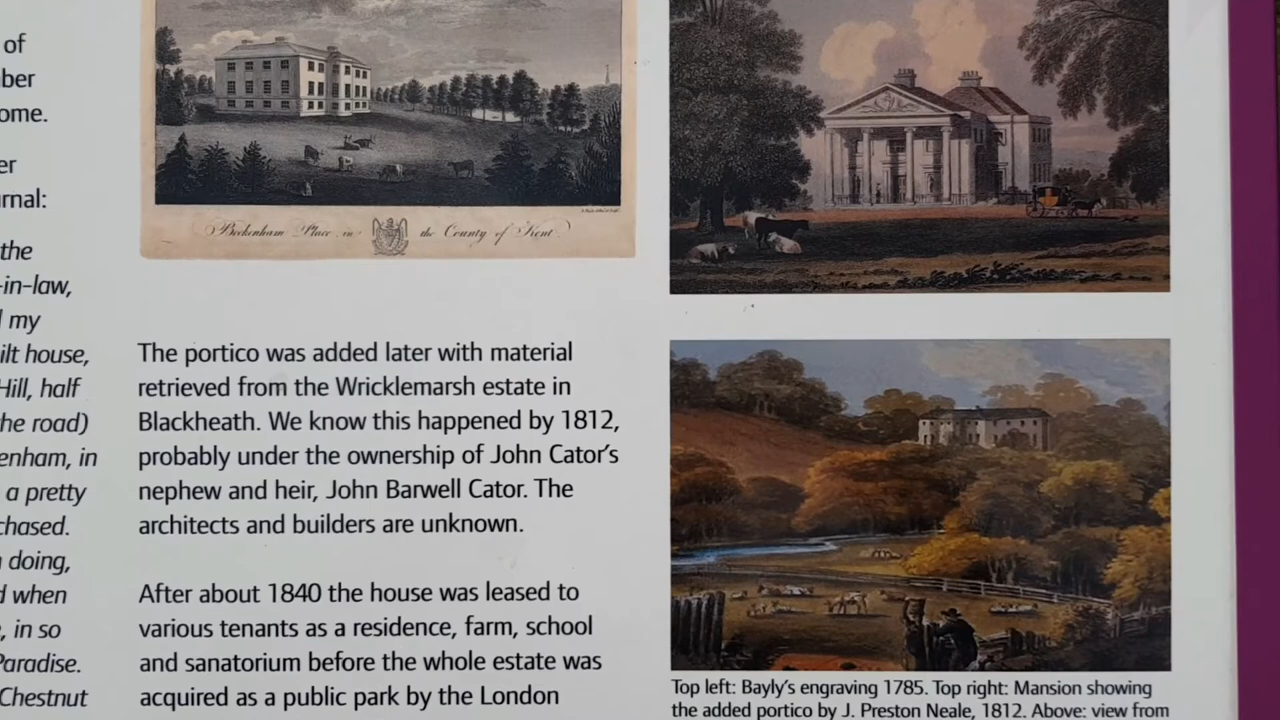 of
ber
ome.
er
rnal:
the
-in-law,
my
ilt house,
Hill, half
he road)
enham, in
a pretty
chased.
doing,
d when
, in so
Paradise.
Chestnut
Beckenham Place, in the County of Kent
The portico was added later with material
retrieved from the Wricklemarsh estate in
Blackheath. We know this happened by 1812,
probably under the ownership of John Cator's
nephew and heir, John Barwell Cator. The
architects and builders are unknown.
After about 1840 the house was leased to
various tenants as a residence, farm, school
and sanatorium before the whole estate was
acquired as a public park by the London
Top left: Bayly's engraving 1785. Top right: Mansion showing
the added portico by J. Preston Neale, 1812. Above: view from